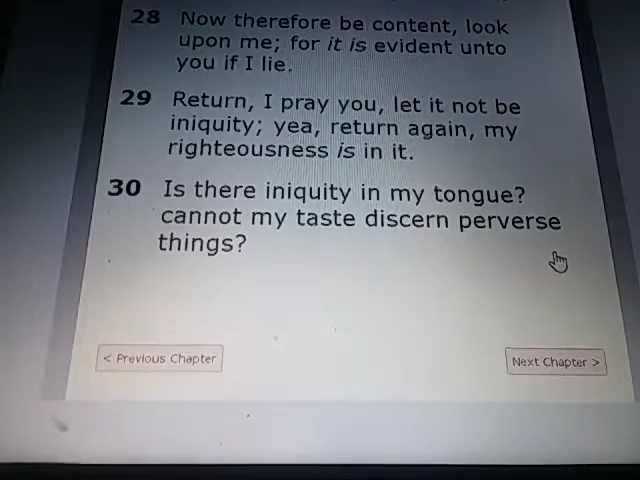 28 Now therefore be content, look
upon me; for it is evident unto
you if I lie.
29 Return, I pray you, let it not be
iniquity; yea, return again, my
righteousness is in it.
30 Is there iniquity in my tongue?
cannot my taste discern perverse
things?
< Previous Chapter
Next Chapter >